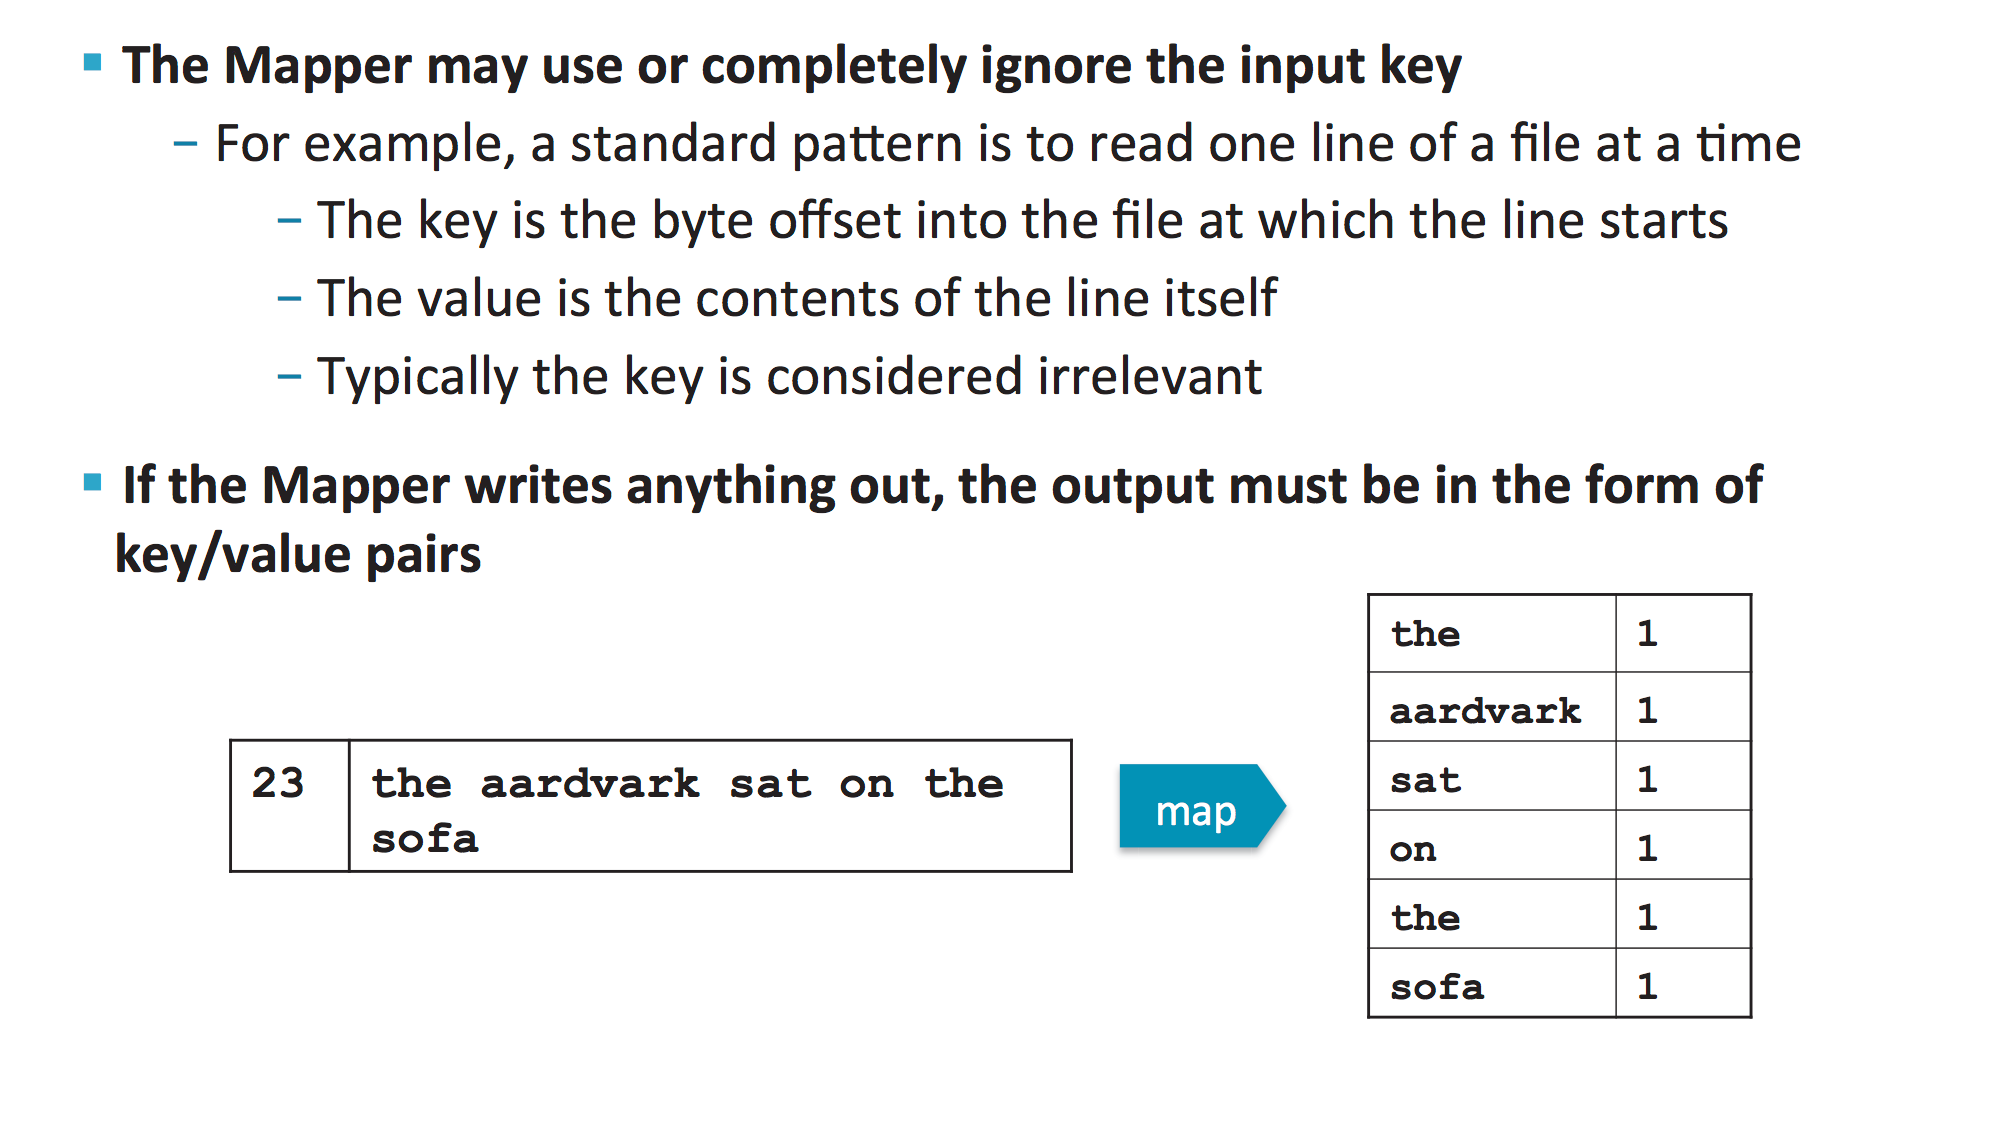 ▪ The Mapper may use or completely ignore the input key
– For example, a standard pattern is to read one line of a file at a time
– The key is the byte offset into the file at which the line starts
– The value is the contents of the line itself
– Typically the key is considered irrelevant
▪ If the Mapper writes anything out, the output must be in the form of
key/value pairs
23 the aardvark sat on the
sofa
map
the 1
aardvark 1
sat 1
on 1
the 1
sofa 1